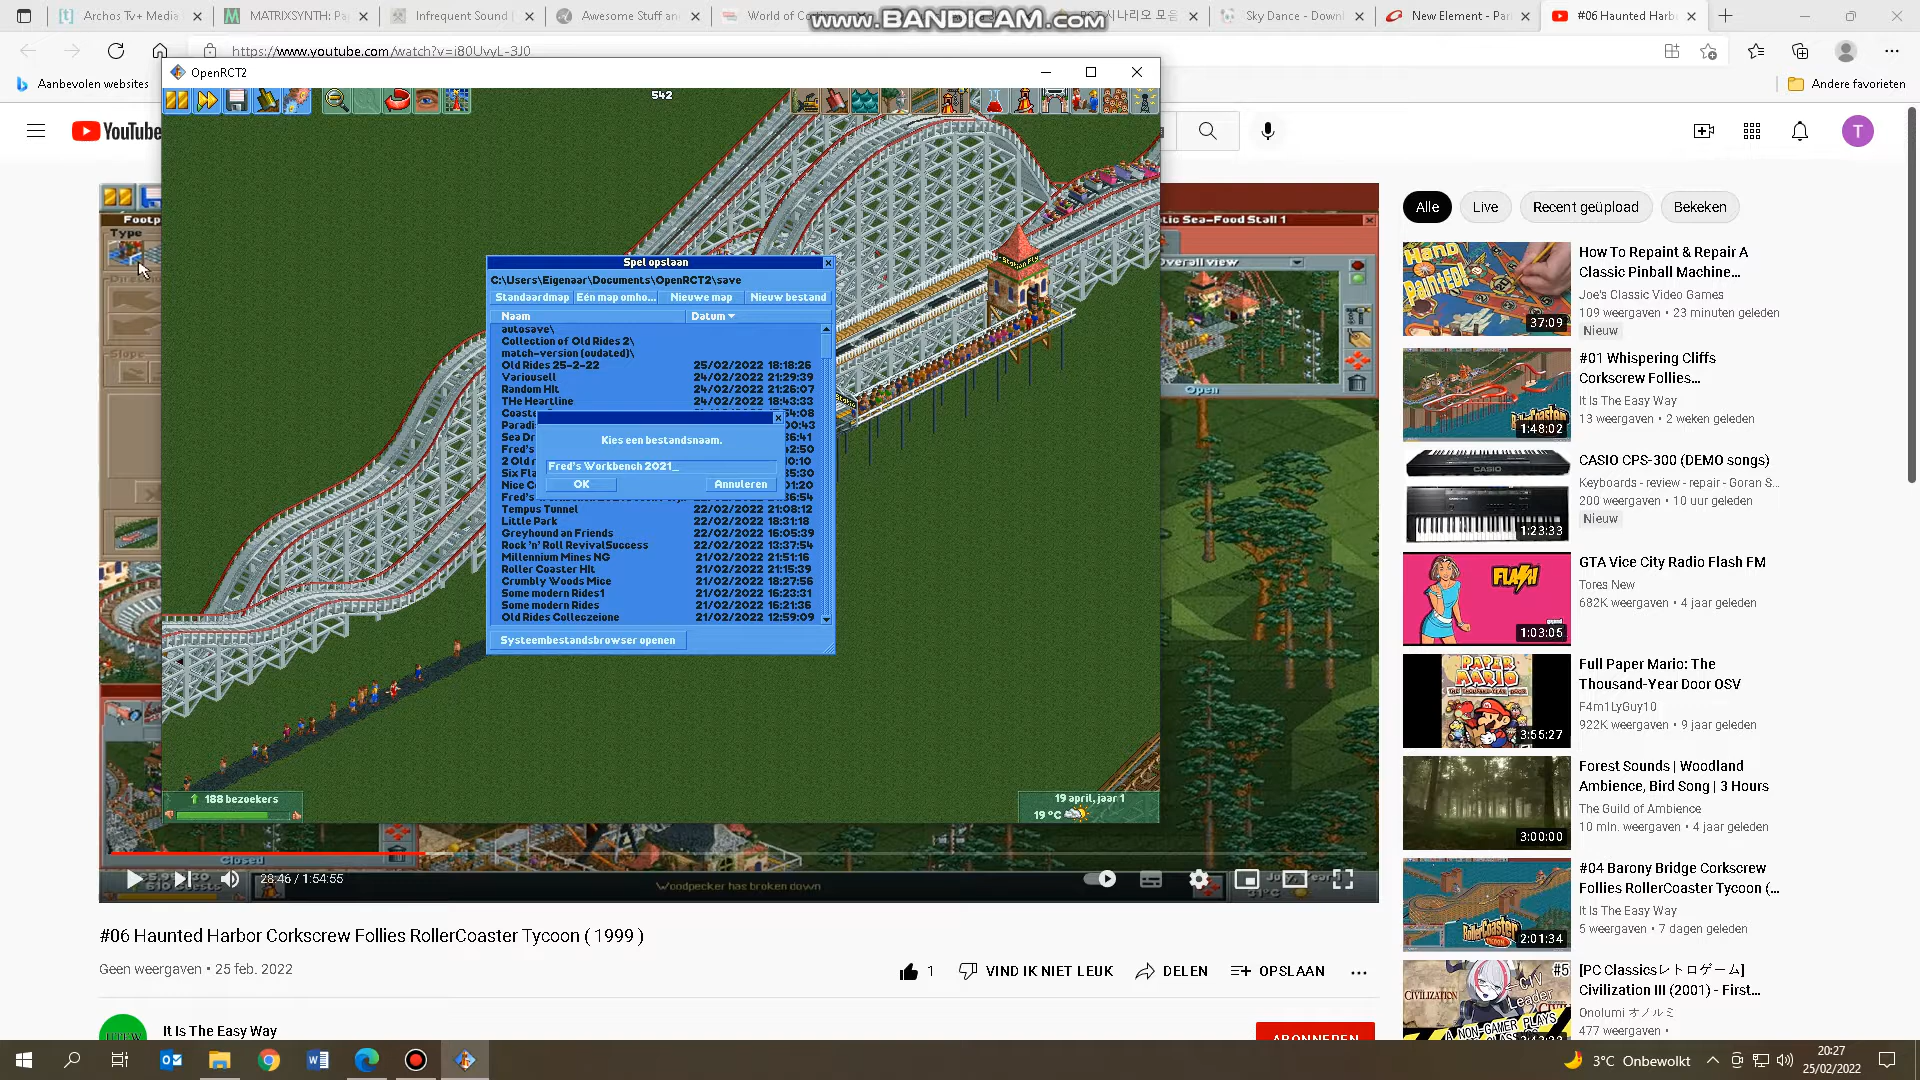 Archos Tv+ Media
MATRIXSYNTH: Pa
Infrequent Sound [
Awesome Stuff an
World of Co
Sky Dance - Downl
New Element - Par
#06 Haunted Harb
www.BANDICAM.com
https://www.youtube.com/watch?v=i80UvyL-3J0
Aanbevolen websites
Andere favorieten
YouTube
T
OpenRCT2
542
Footp
Type
Slope
Spel opslaan
C:\Users\Eigenaar\Documents\OpenRCT2\save
Standaardmap
Eén map omho...
Nieuwe map
Nieuw bestand
Naam
Datum
autosave\
Collection of Old Rides 2\
match-version (oudated)\
Old Rides 25-2-22 25/02/2022 18:18:26
Variousell 24/02/2022 21:29:39
Random Hit 24/02/2022 21:26:07
THe Heartline 24/02/2022 18:43:33
Kies een bestandsnaam.
Fred's Workbench 2021_
OK
Annuleren
Tempus Tunnel 22/02/2022 21:08:12
Little Park 22/02/2022 18:31:18
Greyhound an Friends 22/02/2022 16:05:39
Rock 'n' Roll RevivalSuccess 22/02/2022 13:37:54
Millennium Mines NG 21/02/2022 21:51:16
Roller Coaster Hit 21/02/2022 21:15:39
Crumbly Woods Mice 21/02/2022 18:27:56
Some modern Rides1 21/02/2022 16:23:31
Some modern Rides 21/02/2022 16:21:36
Old Rides Colleczeione 21/02/2022 12:59:09
Systeembestandsbrowser openen
188 bezoekers
19 april, jaar 1
19 °C
tic Sea-Food Stall 1
verall view
Open
Closed
Woodpecker has broken down
28:46 / 1:54:55
#06 Haunted Harbor Corkscrew Follies RollerCoaster Tycoon ( 1999 )
Geen weergaven • 25 feb. 2022
1
VIND IK NIET LEUK
DELEN
OPSLAAN
It Is The Easy Way
ABONNEREN
Alle
Live
Recent geüpload
Bekeken
How To Repaint & Repair A
Classic Pinball Machine...
Joe's Classic Video Games
109 weergaven • 23 minuten geleden
Nieuw
37:09
#01 Whispering Cliffs
Corkscrew Follies...
It Is The Easy Way
13 weergaven • 2 weken geleden
1:48:02
CASIO CPS-300 (DEMO songs)
Keyboards - review - repair - Goran S...
200 weergaven • 10 uur geleden
Nieuw
1:23:33
GTA Vice City Radio Flash FM
Tores New
682K weergaven • 4 jaar geleden
FLASH
1:03:05
Full Paper Mario: The
Thousand-Year Door OSV
F4m1LyGuy10
922K weergaven • 9 jaar geleden
3:55:27
Forest Sounds | Woodland
Ambience, Bird Song | 3 Hours
The Guild of Ambience
10 mln. weergaven • 4 jaar geleden
3:00:00
#04 Barony Bridge Corkscrew
Follies RollerCoaster Tycoon (...
It Is The Easy Way
5 weergaven • 7 dagen geleden
2:01:34
[PC Classicsレトロゲーム]
Civilization III (2001) - First...
Onolumi オノルミ
477 weergaven •
#5
3°C Onbewolkt
20:27
25/02/2022